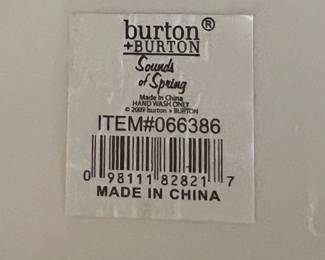 burton®
+BURTON
Sounds
of Spring
Made in China
HAND WASH ONLY
© 2009 burton + BURTON
ITEM#066386
0 98111 82821 7
MADE IN CHINA